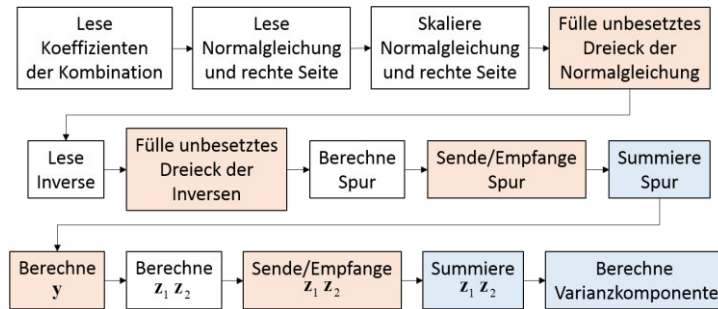 Lese
Koeffizienten
der Kombination
Lese
Normalgleichung
und rechte Seite
Skaliere
Normalgleichung
und rechte Seite
Fülle unbesetztes
Dreieck der
Normalgleichung
Lese
Inverse
Fülle unbesetztes
Dreieck der
Inversen
Berechne
Spur
Sende/Empfange
Spur
Summiere
Spur
Berechne
y
Berechne
z₁ z₂
Sende/Empfange
z₁ z₂
Summiere
z₁ z₂
Berechne
Varianzkomponente